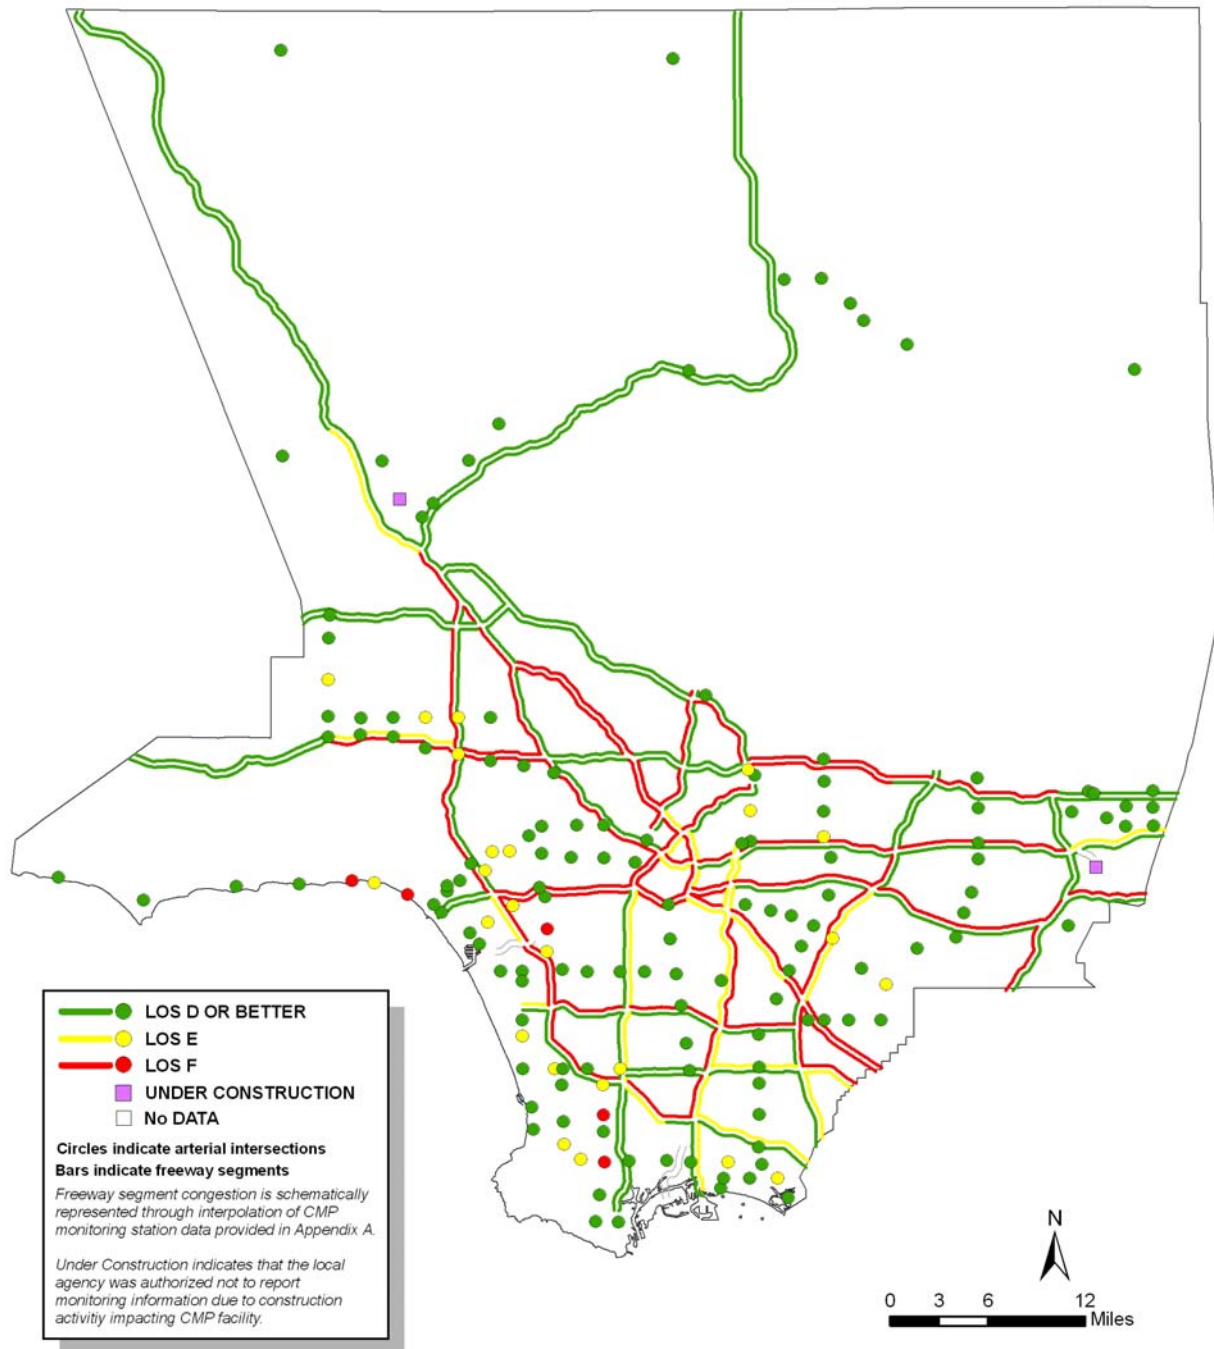 LOS D OR BETTER
LOS E
LOS F
UNDER CONSTRUCTION
No DATA
Circles indicate arterial intersections
Bars indicate freeway segments
Freeway segment congestion is schematically
represented through interpolation of CMP
monitoring station data provided in Appendix A.
Under Construction indicates that the local
agency was authorized not to report
monitoring information due to construction
activitiy impacting CMP facility.
N
0 3 6 12
Miles